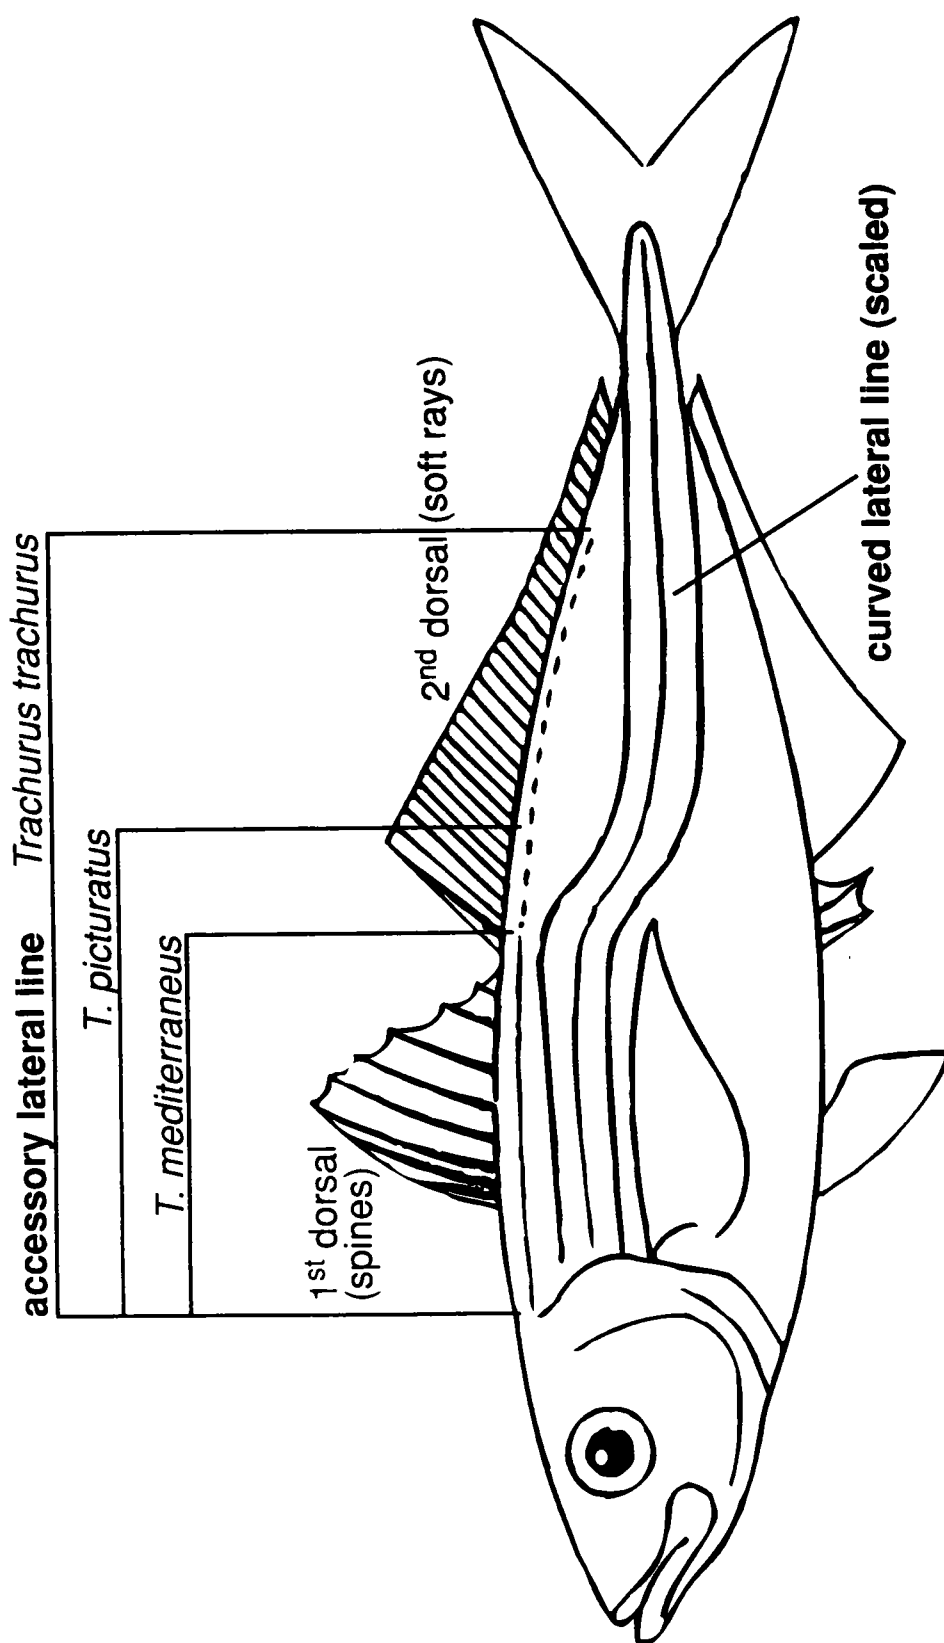 accessory lateral line Trachurus trachurus
T. picturatus
T. mediterraneus
1st dorsal
(spines)
2nd dorsal (soft rays)
curved lateral line (scaled)